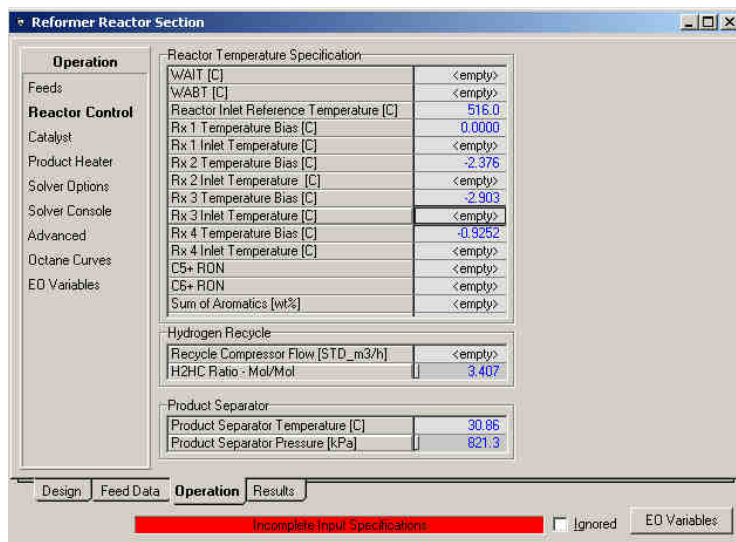 Reformer Reactor Section
Operation
Feeds
Reactor Control
Catalyst
Product Heater
Solver Options
Solver Console
Advanced
Octane Curves
EO Variables
Reactor Temperature Specification
WAIT [C] <empty>
WABT [C] <empty>
Reactor Inlet Reference Temperature [C] 516.0
Rx 1 Temperature Bias [C] 0.0000
Rx 1 Inlet Temperature [C] <empty>
Rx 2 Temperature Bias [C] -2.376
Rx 2 Inlet Temperature [C] <empty>
Rx 3 Temperature Bias [C] -2.903
Rx 3 Inlet Temperature [C] <empty>
Rx 4 Temperature Bias [C] -0.9252
Rx 4 Inlet Temperature [C] <empty>
C5+ RON <empty>
C6+ RON <empty>
Sum of Aromatics [wt%] <empty>
Hydrogen Recycle
Recycle Compressor Flow [STD_m3/h] <empty>
H2HC Ratio - Mol/Mol 3.407
Product Separator
Product Separator Temperature [C] 30.86
Product Separator Pressure [kPa] 821.3
Design Feed Data Operation Results
Incomplete Input Specifications Ignored EO Variables